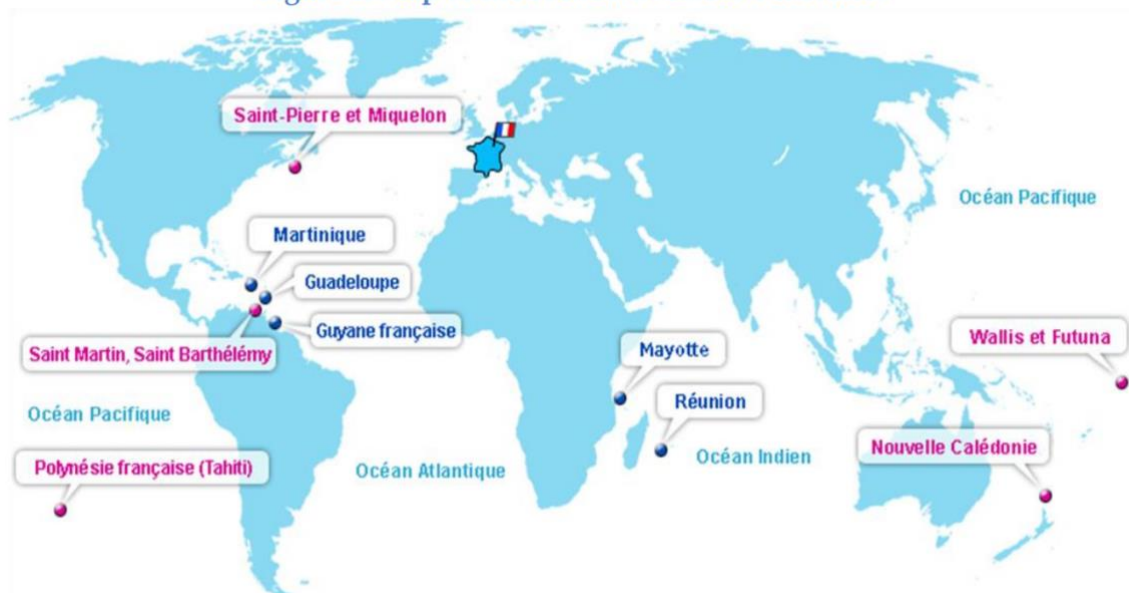 Saint-Pierre et Miquelon
Océan Pacifique
Martinique
Guadeloupe
Guyane française
Saint Martin, Saint Barthélémy
Mayotte
Wallis et Futuna
Réunion
Océan Pacifique
Nouvelle Calédonie
Océan Indien
Polynésie française (Tahiti)
Océan Atlantique